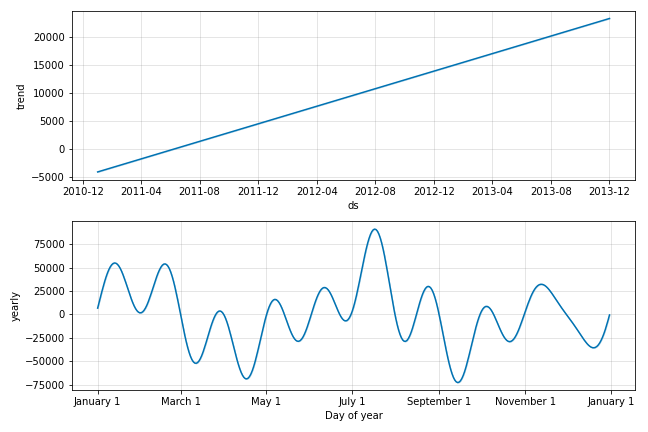 20000
15000
10000
5000
0
−5000
trend
2010-12 2011-04 2011-08 2011-12 2012-04 2012-08 2012-12 2013-04 2013-08 2013-12
ds
75000
50000
25000
0
−25000
−50000
−75000
yearly
January 1 March 1 May 1 July 1 September 1 November 1 January 1
Day of year